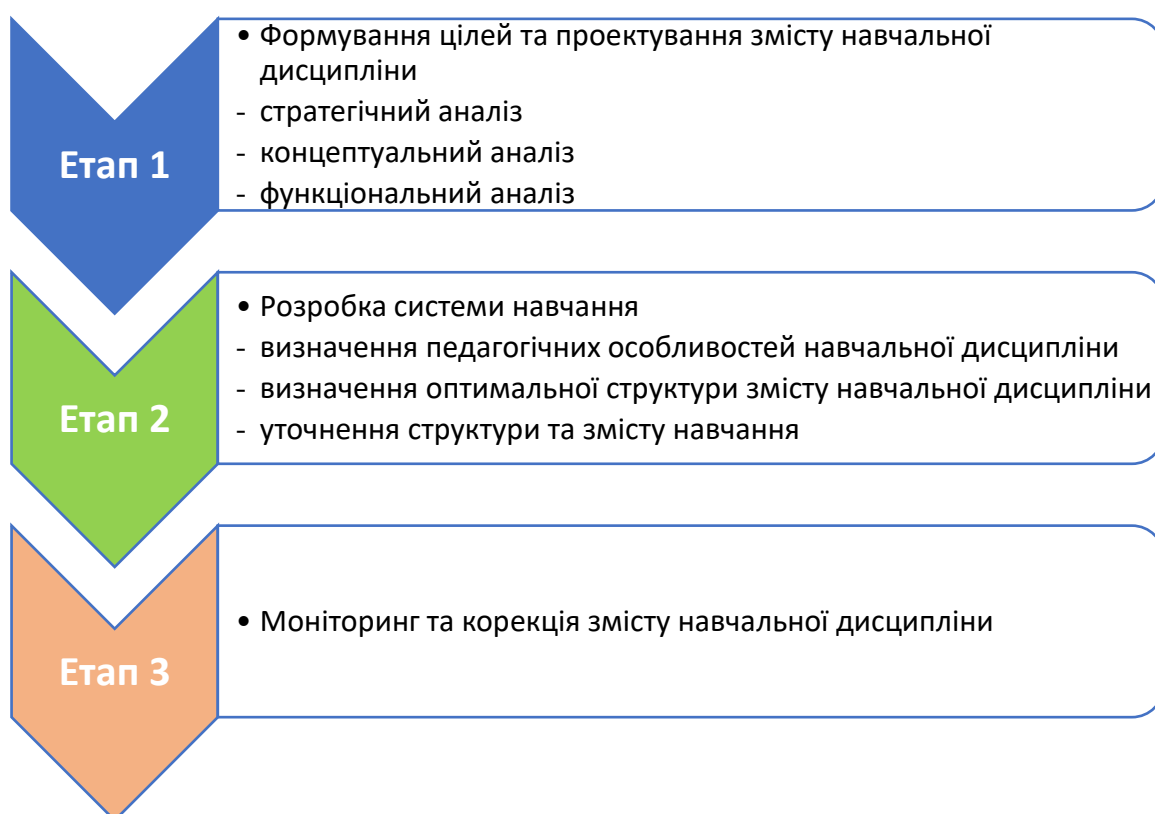 Етап 1
• Формування цілей та проектування змісту навчальної
дисципліни
- стратегічний аналіз
- концептуальний аналіз
- функціональний аналіз
Етап 2
• Розробка системи навчання
- визначення педагогічних особливостей навчальної дисципліни
- визначення оптимальної структури змісту навчальної дисципліни
- уточнення структури та змісту навчання
Етап 3
• Моніторинг та корекція змісту навчальної дисципліни